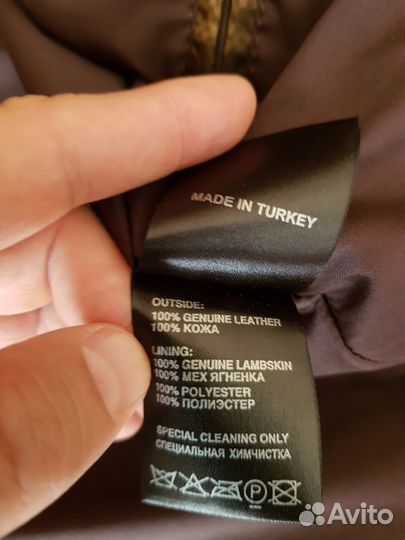 MADE IN TURKEY
OUTSIDE:
100% GENUINE LEATHER
100% КОЖА
LINING:
100% GENUINE LAMBSKIN
100% МЕХ ЯГНЕНКА
100% POLYESTER
100% ПОЛИЭСТЕР
SPECIAL CLEANING ONLY
СПЕЦИАЛЬНАЯ ХИМЧИСТКА
P
Avito